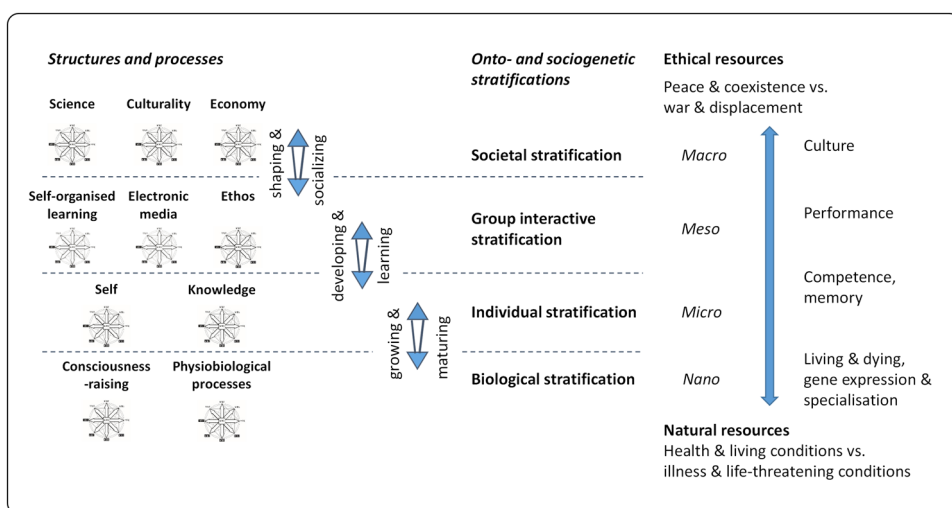 Structures and processes
Onto- and sociogenetic
stratifications
Ethical resources
Peace & coexistence vs.
war & displacement
Science
Culturality
Economy
shaping &
socializing
Societal stratification
Macro
Culture
Self-organised
learning
Electronic
media
Ethos
developing &
learning
Group interactive
stratification
Meso
Performance
Self
Knowledge
growing &
maturing
Individual stratification
Micro
Competence,
memory
Consciousness
-raising
Physiobiological
processes
Biological stratification
Nano
Living & dying,
gene expression &
specialisation
Natural resources
Health & living conditions vs.
illness & life-threatening conditions